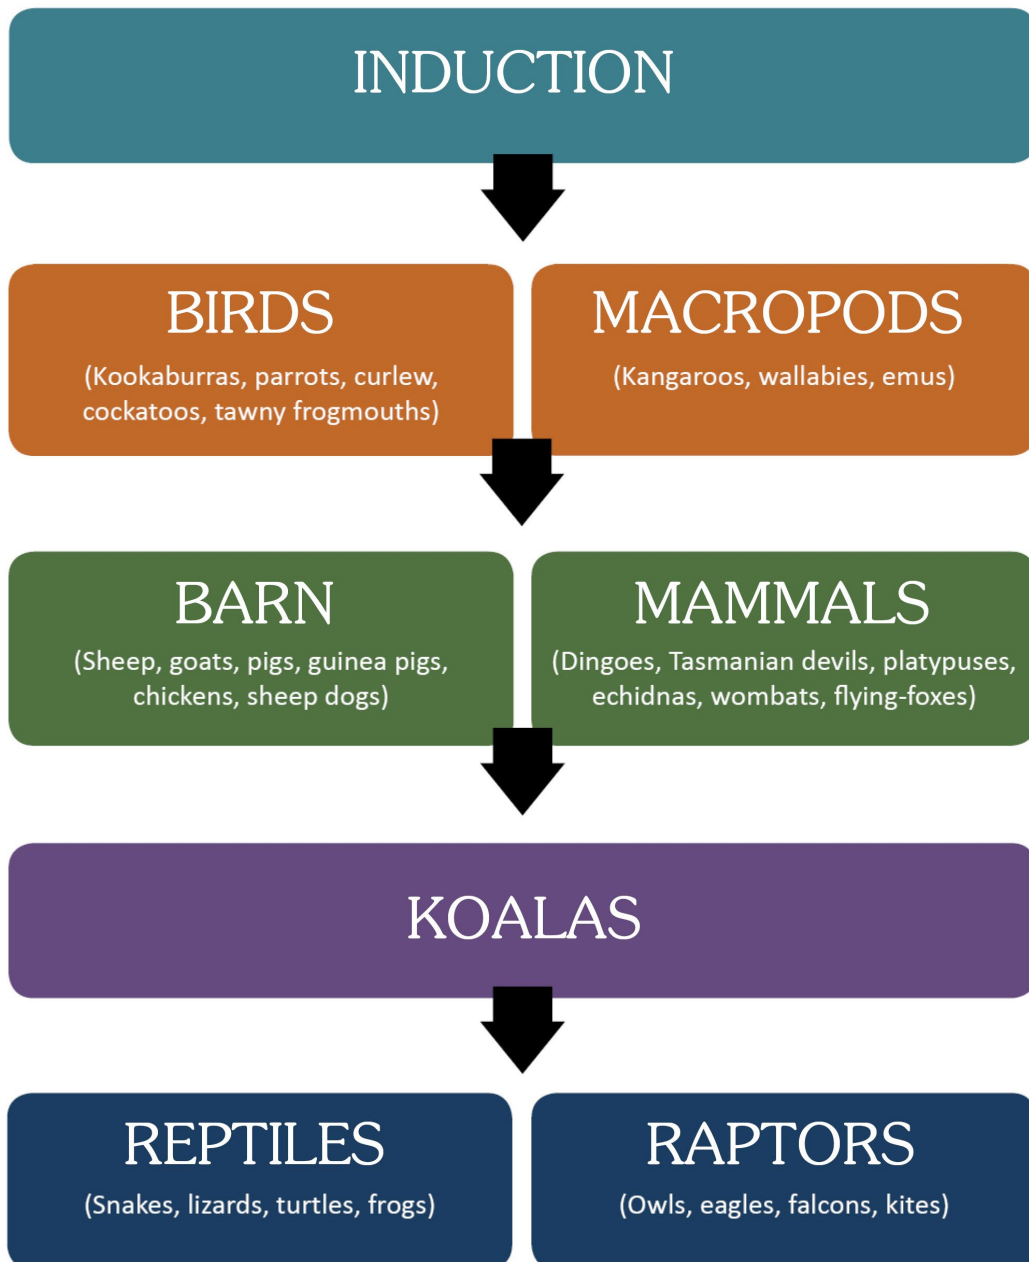 INDUCTION
BIRDS
(Kookaburras, parrots, curlew,
cockatoos, tawny frogmouths)
MACROPODS
(Kangaroos, wallabies, emus)
BARN
(Sheep, goats, pigs, guinea pigs,
chickens, sheep dogs)
MAMMALS
(Dingoes, Tasmanian devils, platypuses,
echidnas, wombats, flying-foxes)
KOALAS
REPTILES
(Snakes, lizards, turtles, frogs)
RAPTORS
(Owls, eagles, falcons, kites)